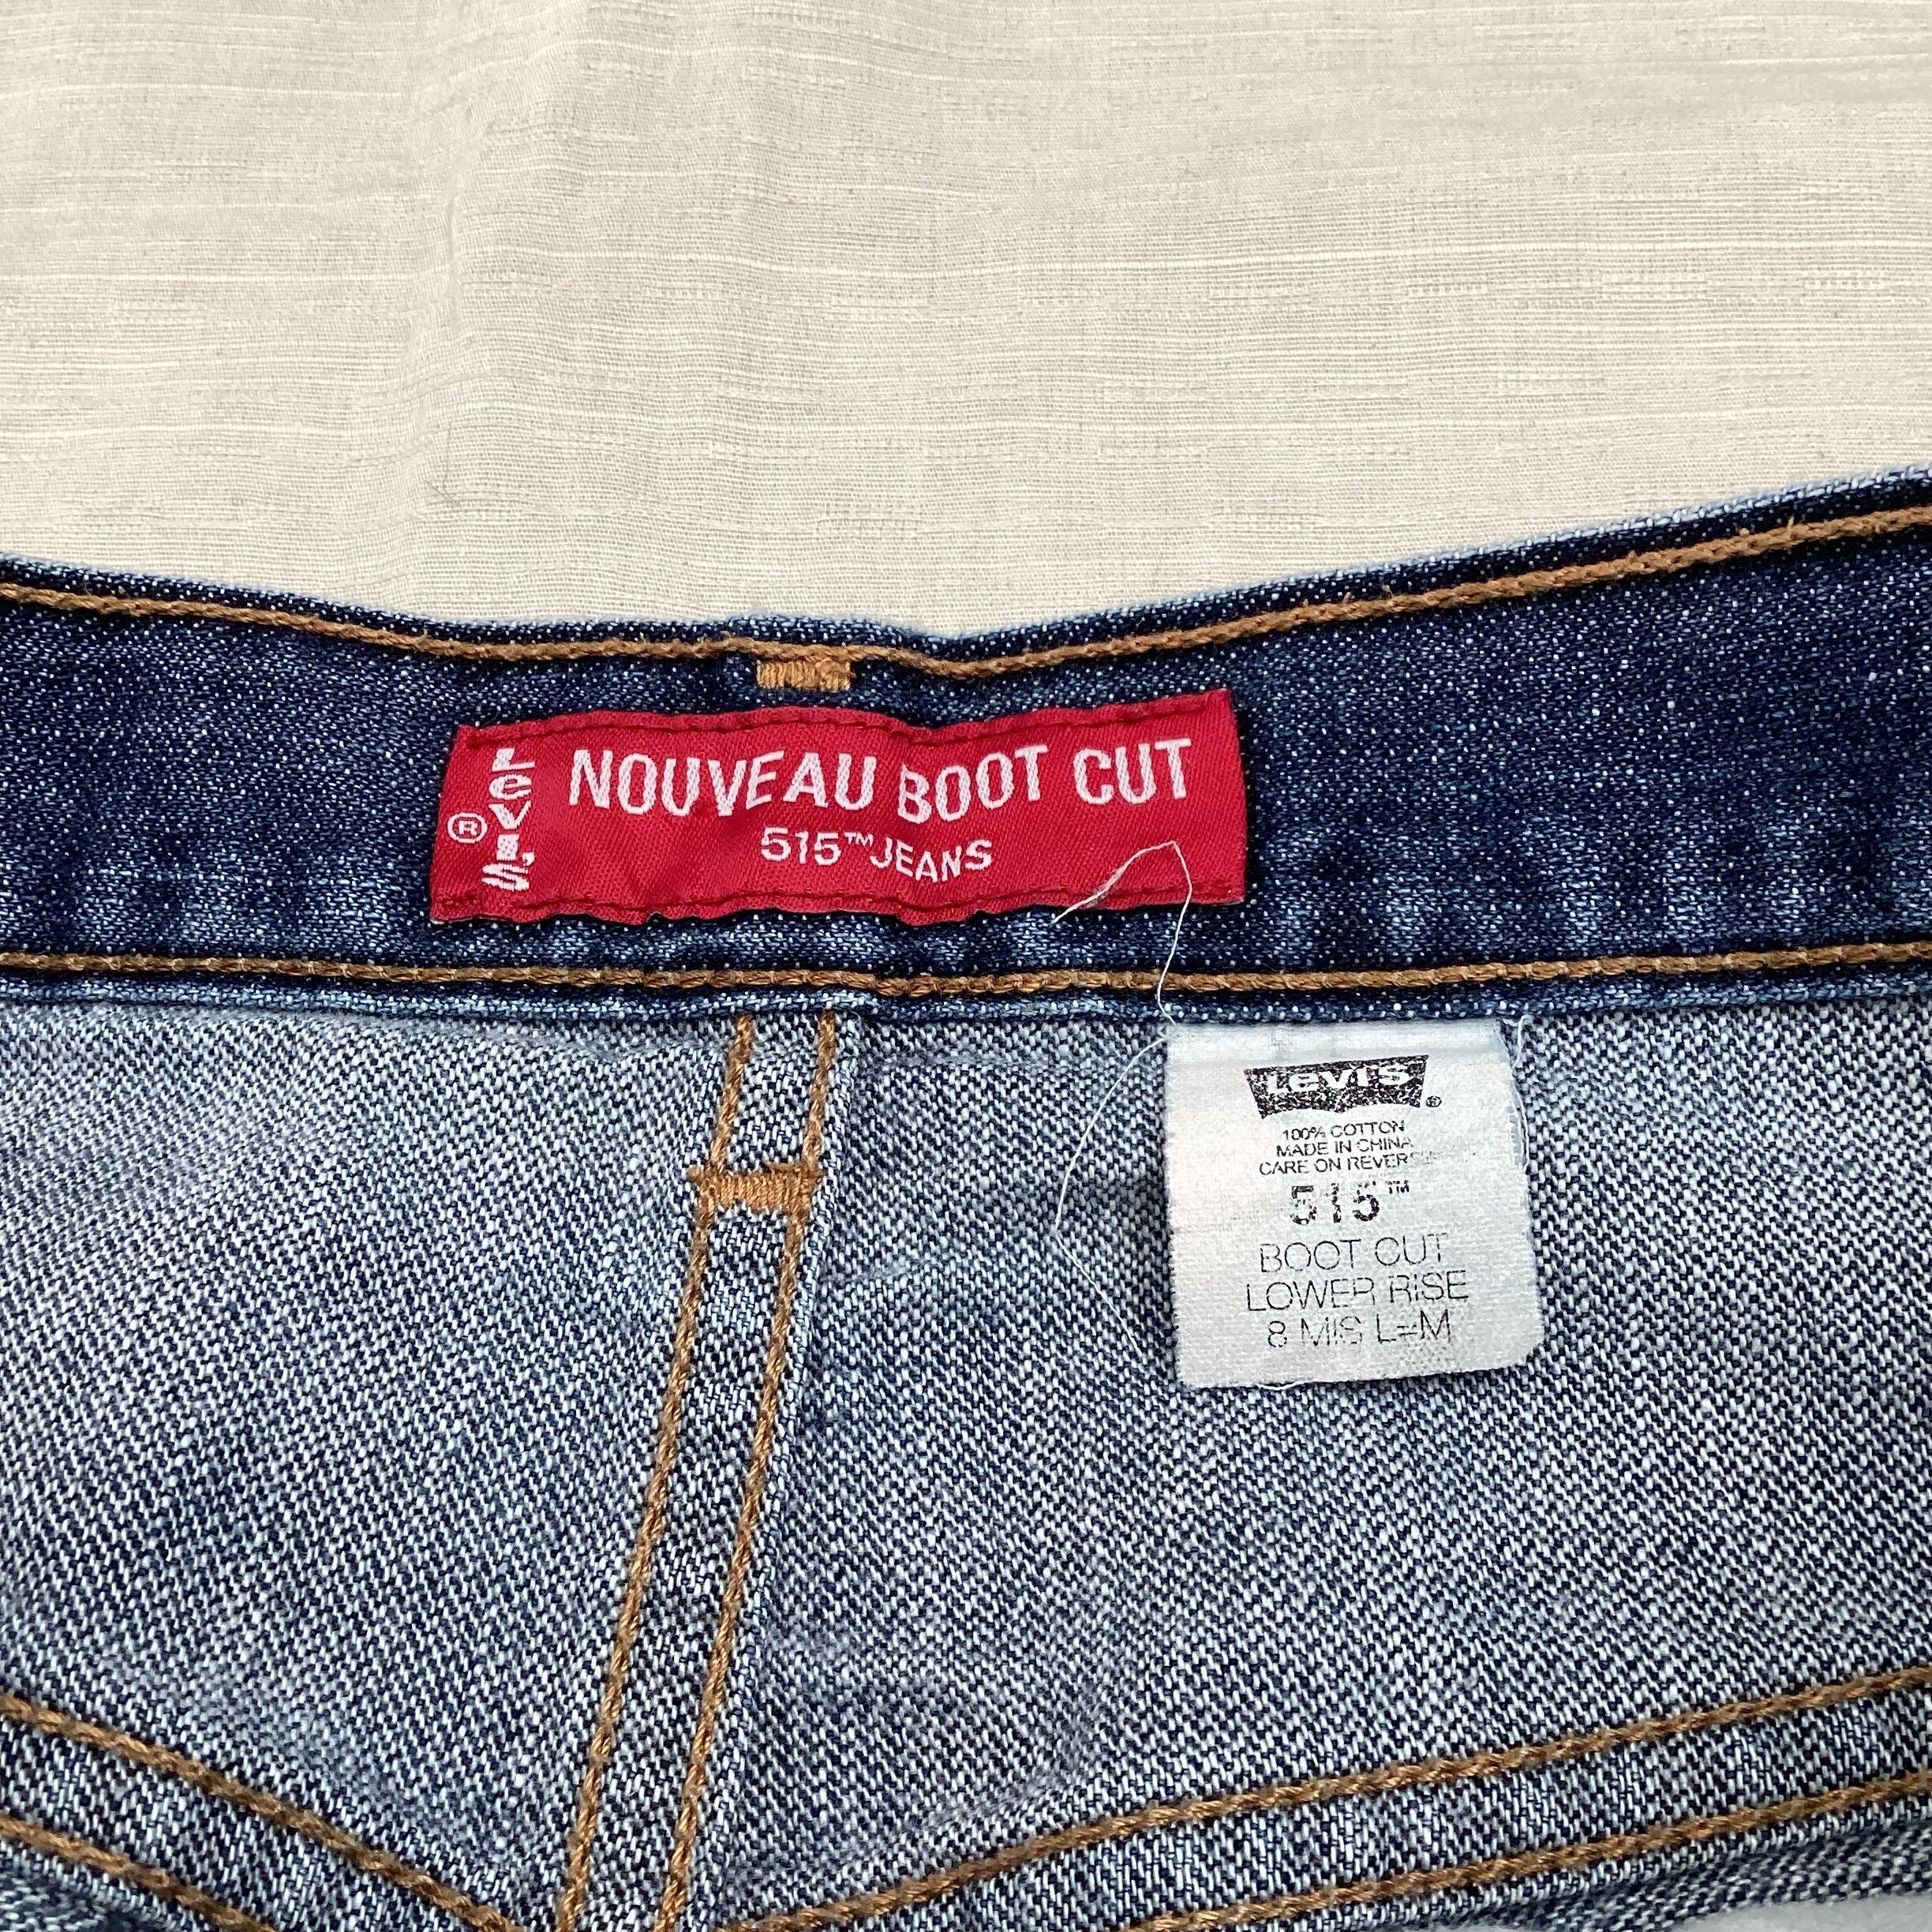 Levi's ®
NOUVEAU BOOT CUT
515™ JEANS
LEVI'S ®
100% COTTON
MADE IN CHINA
CARE ON REVERSE
515™
BOOT CUT
LOWER RISE
8 MIS L=M